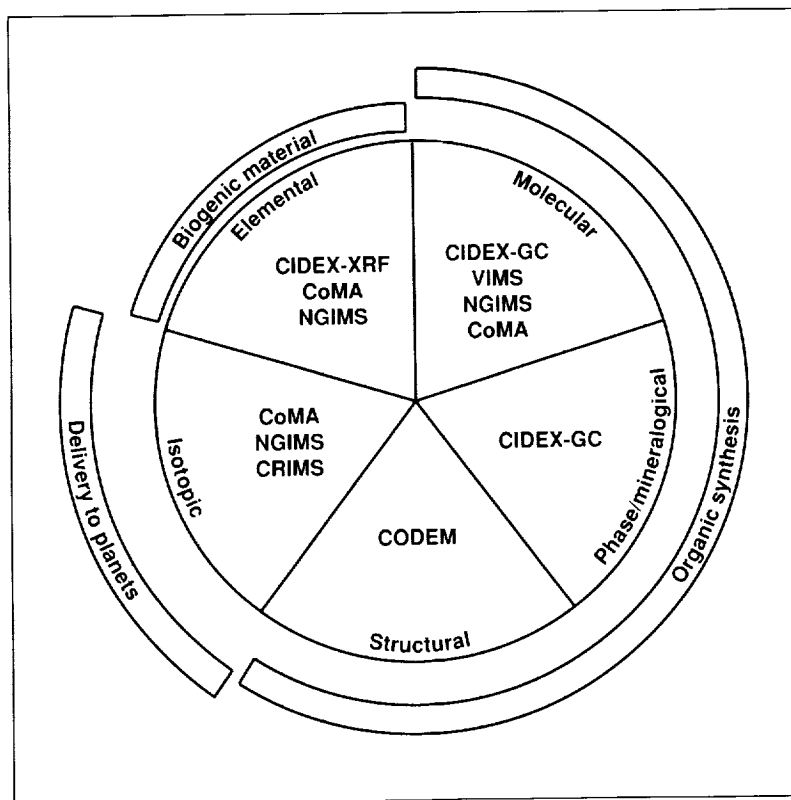 Biogenic material
Elemental
CIDEX-XRF
CoMA
NGIMS
Molecular
CIDEX-GC
VIMS
NGIMS
CoMA
Organic synthesis
Phase/mineralogical
CIDEX-GC
Structural
CODEM
Delivery to planets
Isotopic
CoMA
NGIMS
CRIMS